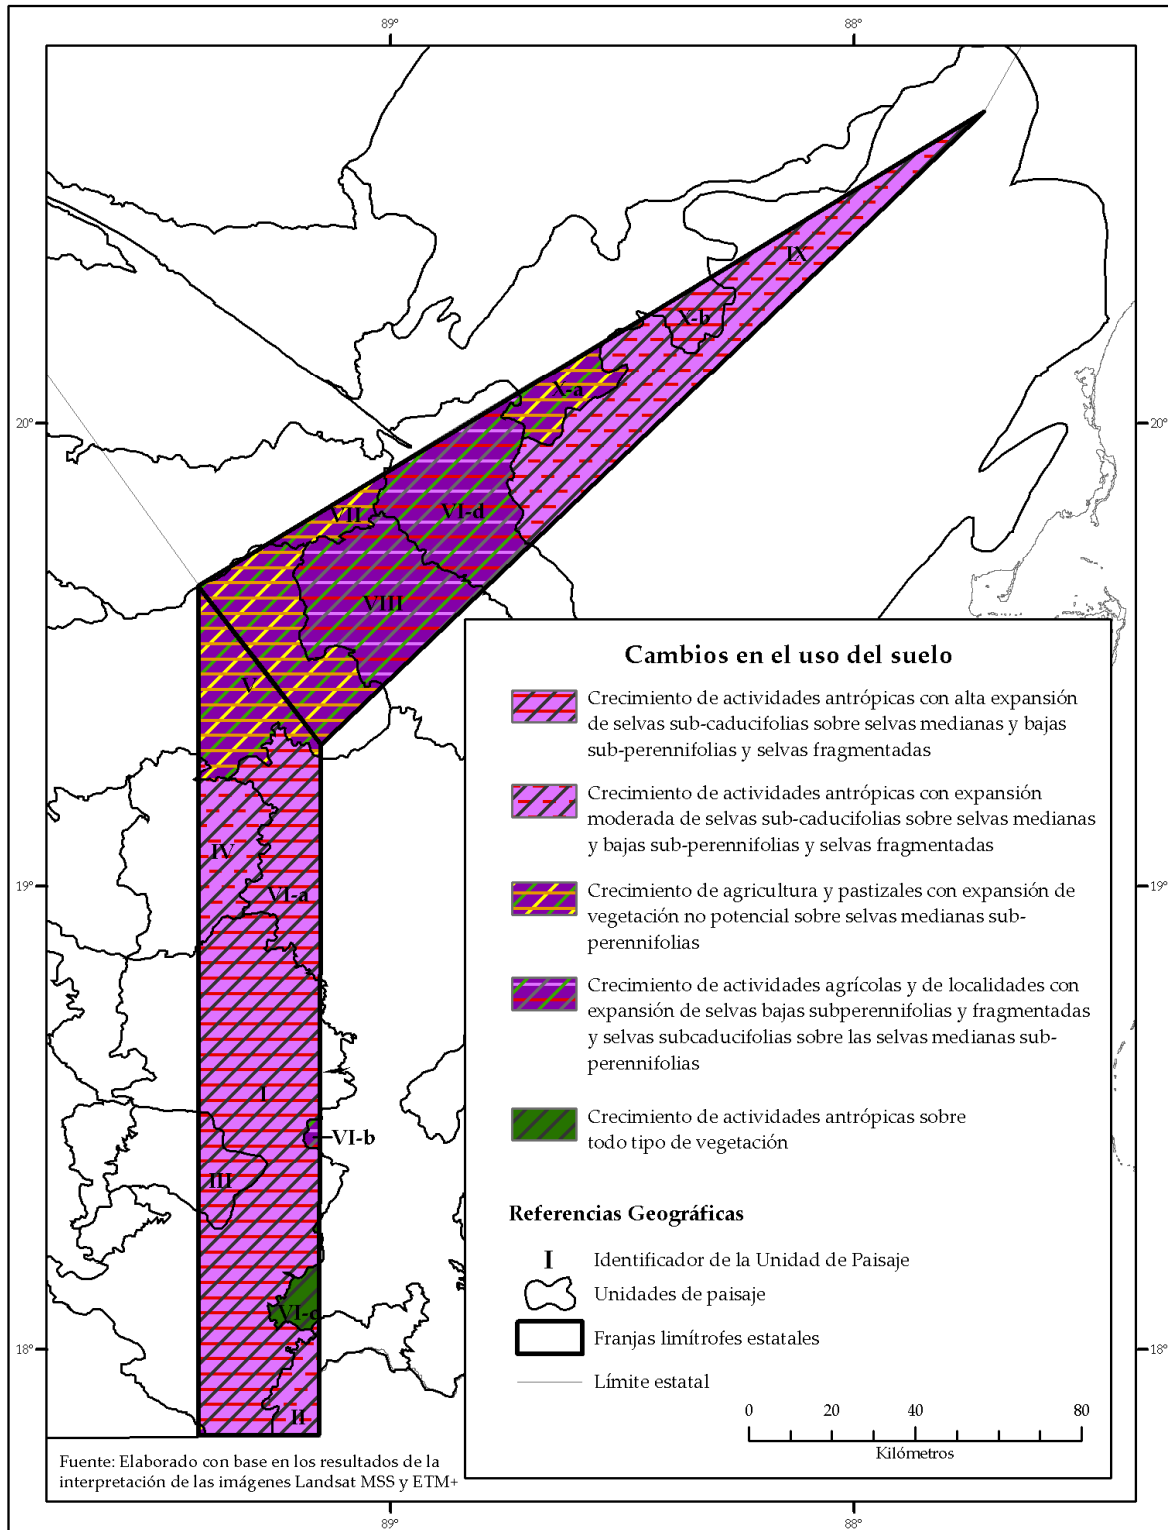 89°
88°
IX
X-b
X-a
20°
20°
VII
VI-d
VIII
V
Cambios en el uso del suelo
Crecimiento de actividades antrópicas con alta expansión
de selvas sub-caducifolias sobre selvas medianas y bajas
sub-perennifolias y selvas fragmentadas
Crecimiento de actividades antrópicas con expansión
moderada de selvas sub-caducifolias sobre selvas medianas
y bajas sub-perennifolias y selvas fragmentadas
IV
19°
19°
VI-a
Crecimiento de agricultura y pastizales con expansión de
vegetación no potencial sobre selvas medianas sub-
perennifolias
Crecimiento de actividades agrícolas y de localidades con
expansión de selvas bajas subperennifolias y fragmentadas
y selvas subcaducifolias sobre las selvas medianas sub-
perennifolias
I
Crecimiento de actividades antrópicas sobre
todo tipo de vegetación
VI-b
III
Referencias Geográficas
I
Identificador de la Unidad de Paisaje
Unidades de paisaje
VI-c
Franjas limítrofes estatales
18°
18°
Límite estatal
II
0 20 40 80
Kilómetros
Fuente: Elaborado con base en los resultados de la
interpretación de las imágenes Landsat MSS y ETM+
89°
88°